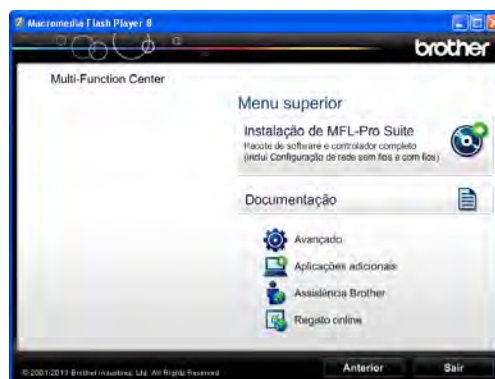 Macromedia Flash Player 8
brother
Multi-Function Center
Menu superior
Instalação de MFL-Pro Suite
Pacote de software e controlador completo
(inclui Configuração de rede sem fios e com fios)
Documentação
Avançado
Aplicações adicionais
Assistência Brother
Registo online
© 2001-2011 Brother Industries, Ltd. All Rights Reserved
Anterior
Sair